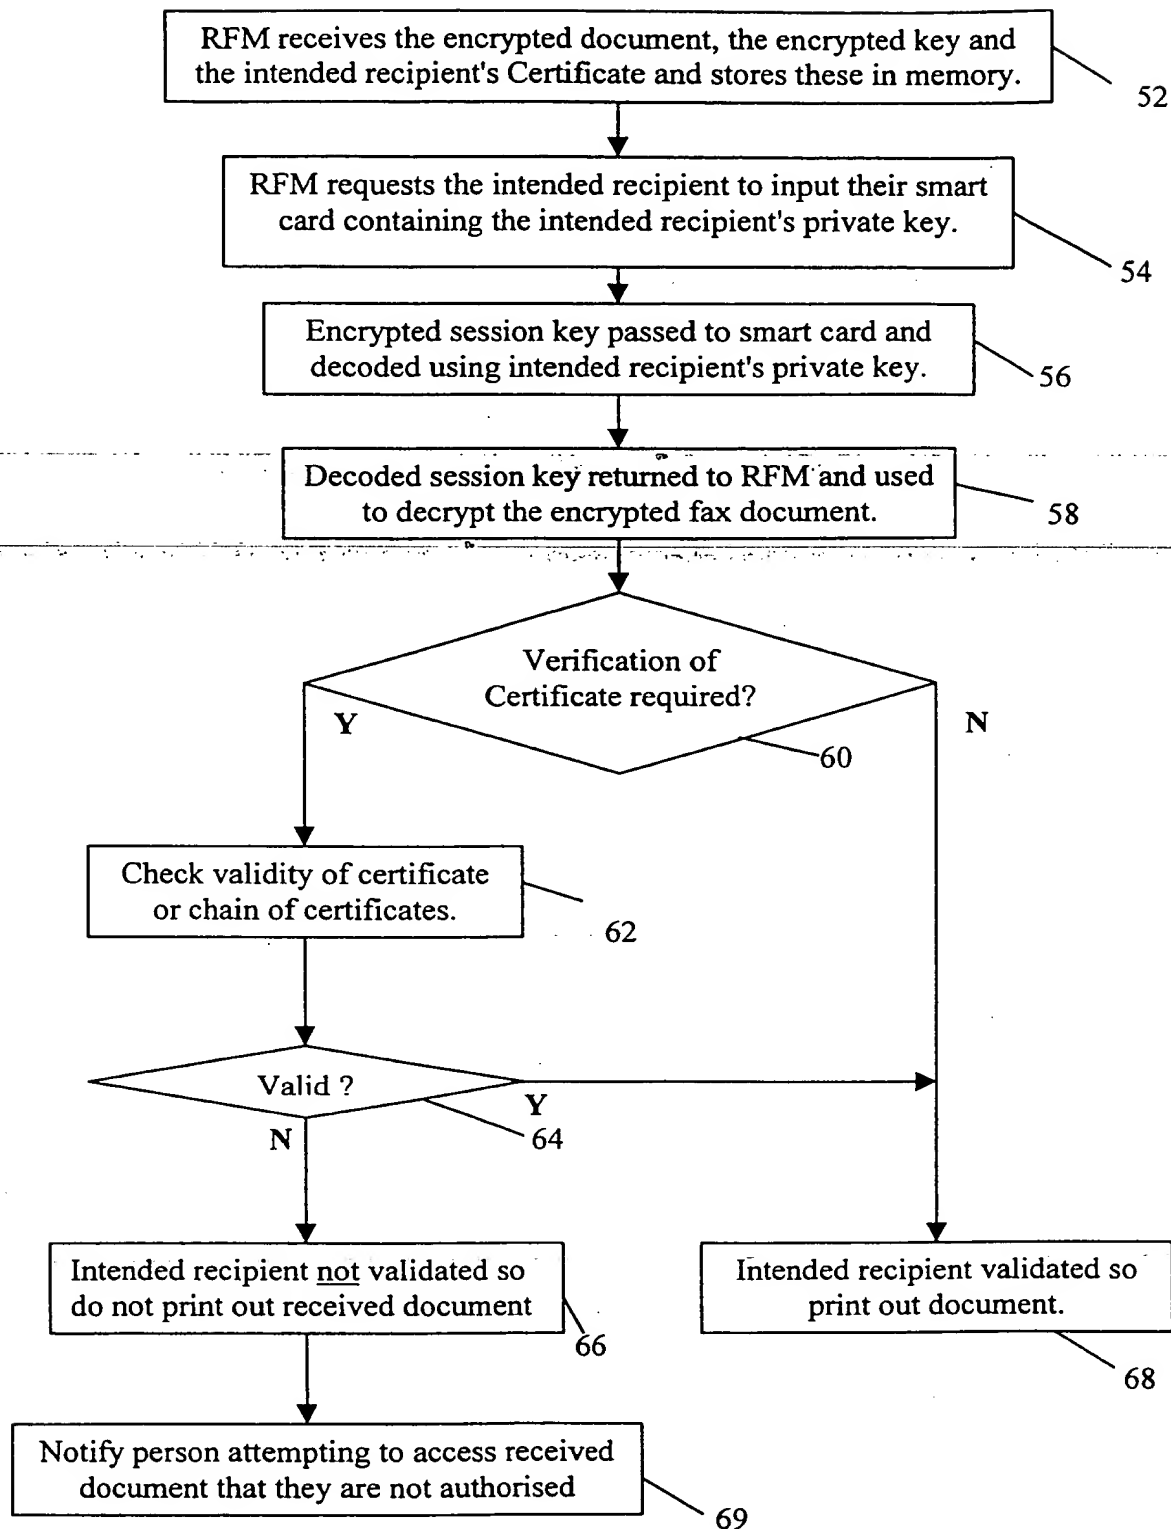 RFM receives the encrypted document, the encrypted key and
the intended recipient's Certificate and stores these in memory.
52
RFM requests the intended recipient to input their smart
card containing the intended recipient's private key.
54
Encrypted session key passed to smart card and
decoded using intended recipient's private key.
56
Decoded session key returned to RFM and used
to decrypt the encrypted fax document.
58
Verification of
Certificate required?
Y
N
60
Check validity of certificate
or chain of certificates.
62
Valid ?
Y
N
64
Intended recipient not validated so
do not print out received document
66
Intended recipient validated so
print out document.
68
Notify person attempting to access received
document that they are not authorised
69